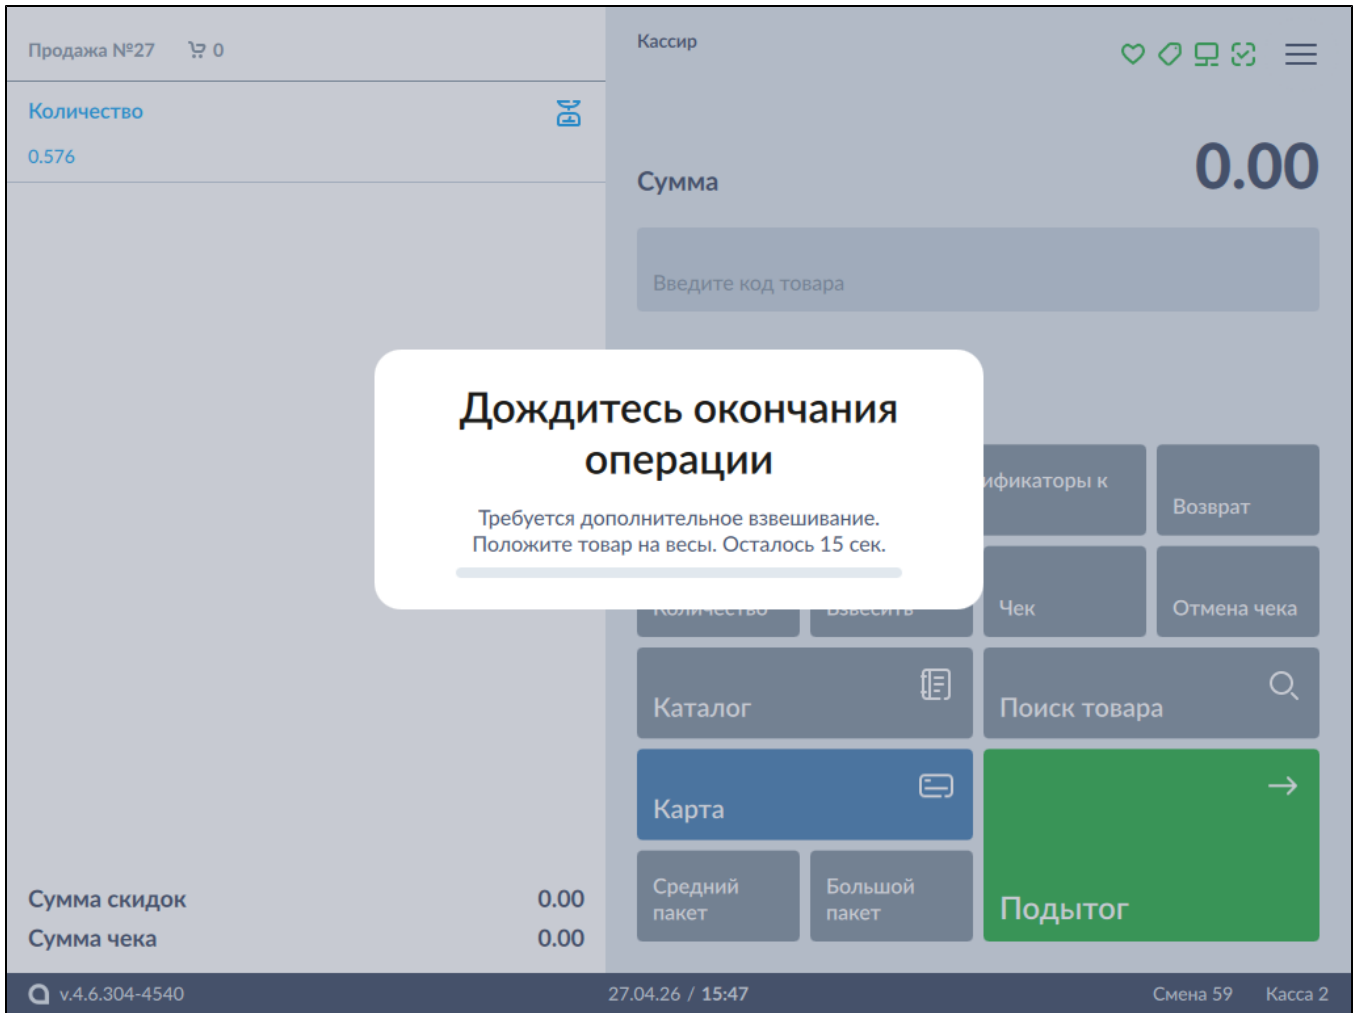 Продажа №27 0
Кассир
Количество
0.576
Сумма
0.00
Введите код товара
Дождитесь окончания
операции
Требуется дополнительное взвешивание.
Положите товар на весы. Осталось 15 сек.
ификаторы к
Возврат
Количество
Взвесить
Чек
Отмена чека
Каталог
Поиск товара
Карта
Средний
пакет
Большой
пакет
Подытог
Сумма скидок 0.00
Сумма чека 0.00
v.4.6.304-4540 27.04.26 / 15:47 Смена 59 Касса 2